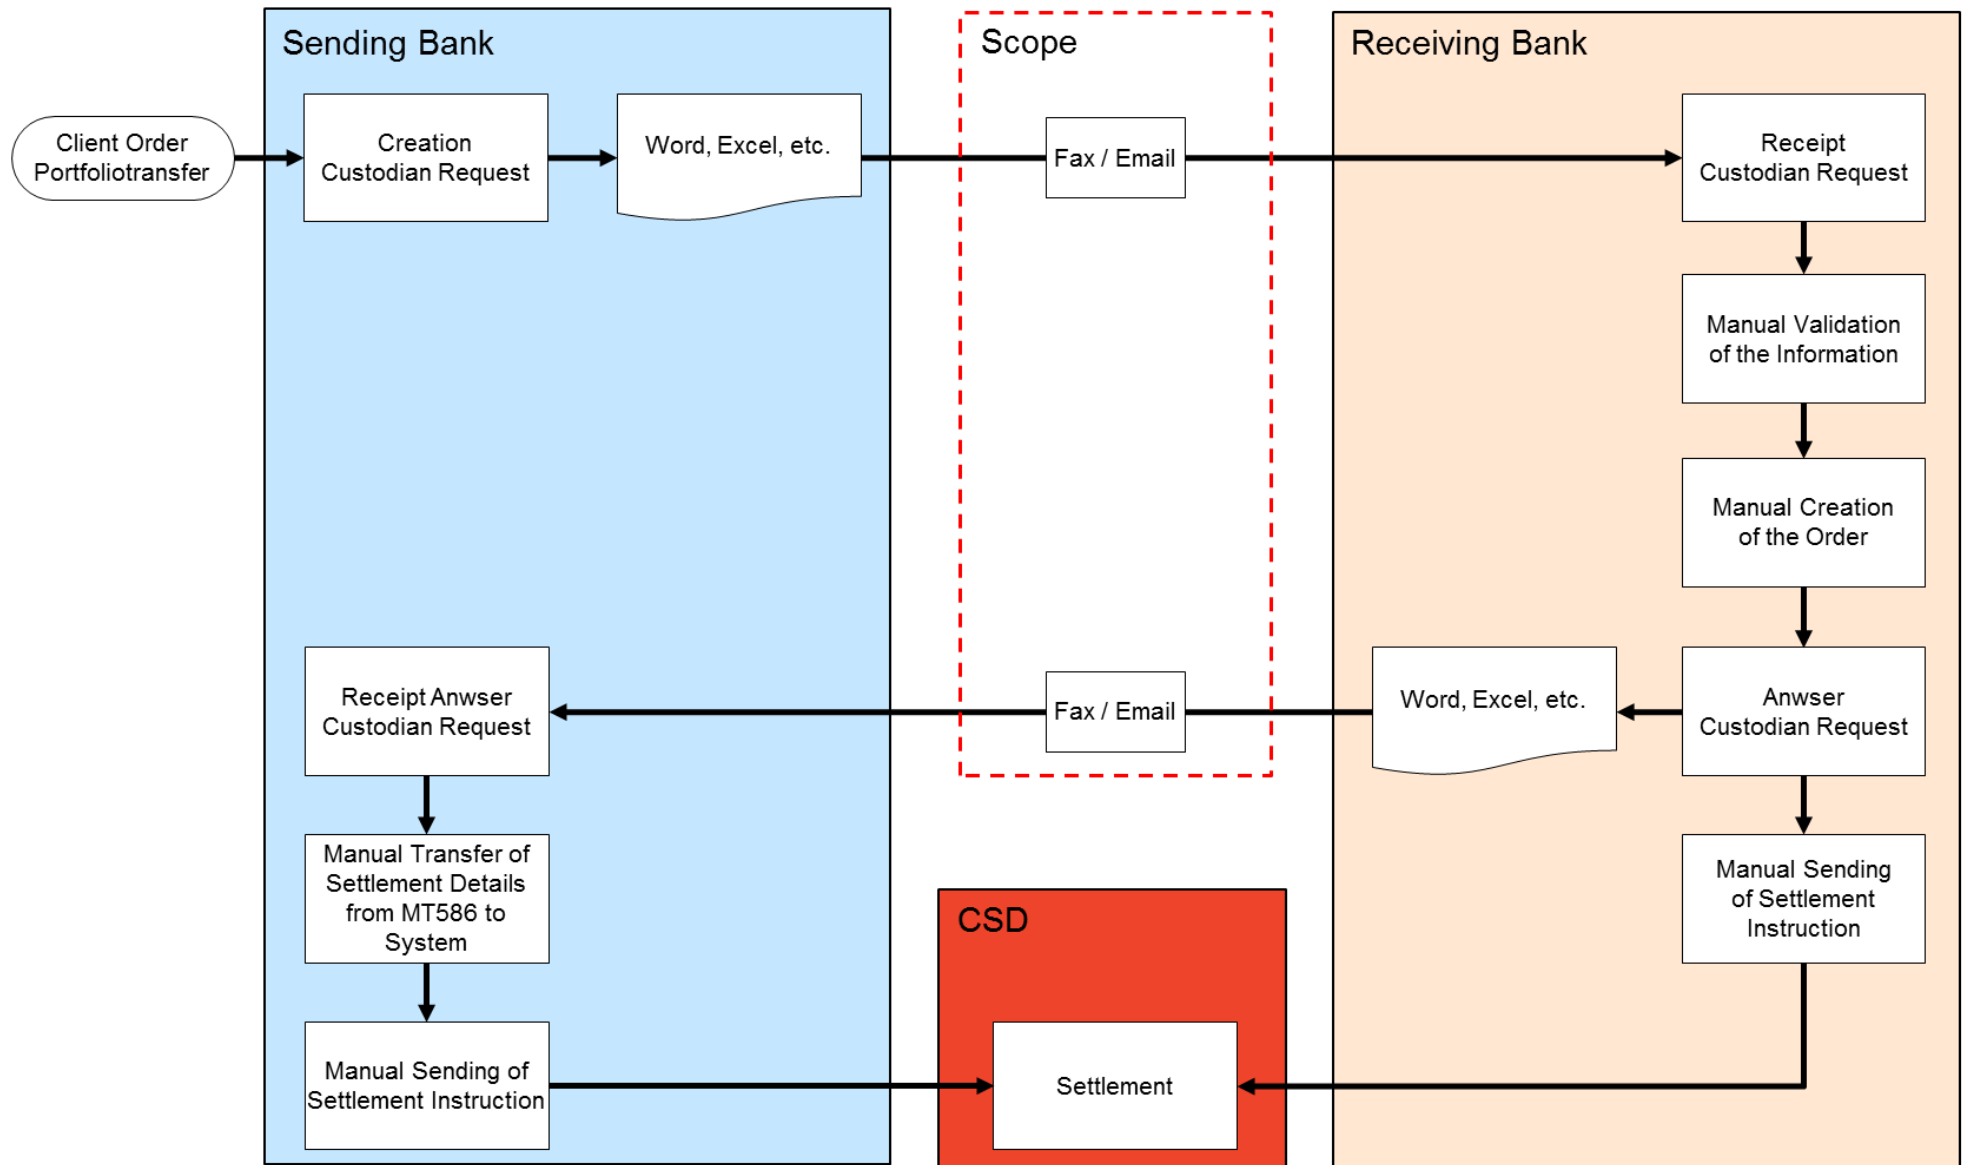 Sending Bank
Scope
Receiving Bank
Client Order
Portfoliotransfer
Creation
Custodian Request
Word, Excel, etc.
Fax / Email
Receipt
Custodian Request
Manual Validation
of the Information
Manual Creation
of the Order
Receipt Anwser
Custodian Request
Fax / Email
Word, Excel, etc.
Anwser
Custodian Request
Manual Transfer of
Settlement Details
from MT586 to
System
CSD
Manual Sending
of Settlement
Instruction
Manual Sending of
Settlement Instruction
Settlement